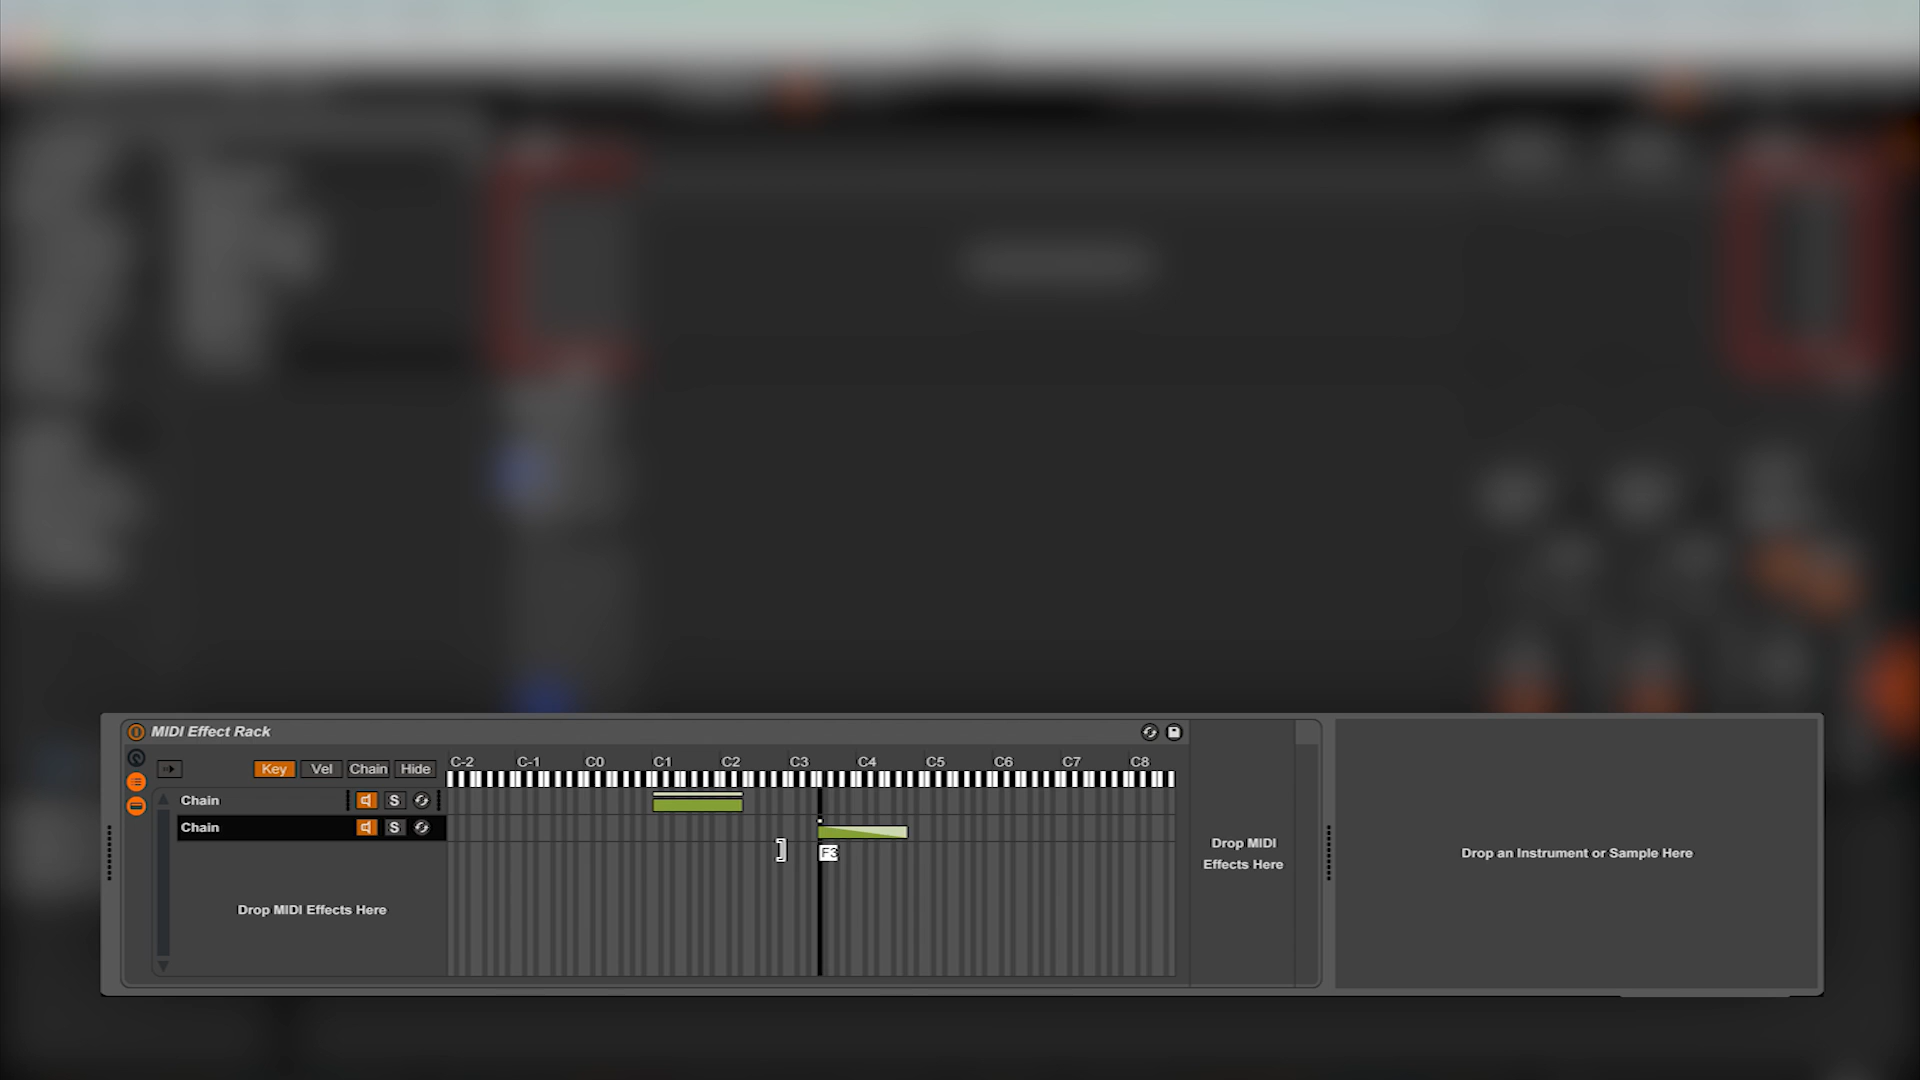 MIDI Effect Rack
Key Vel Chain Hide
C-2 C-1 C0 C1 C2 C3 C4 C5 C6 C7 C8
Chain S
Chain S
F3
Drop MIDI Effects Here
Drop MIDI
Effects Here
Drop an Instrument or Sample Here